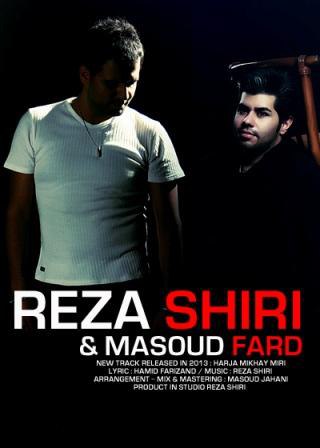 REZA SHIRI
& MASOUD FARD
NEW TRACK RELEASED IN 2013 : HARJA MIKHAY MIRI
LYRIC : HAMID FARIZAND / MUSIC : REZA SHIRI
ARRANGEMENT - MIX & MASTERING : MASOUD JAHANI
PRODUCT IN STUDIO REZA SHIRI